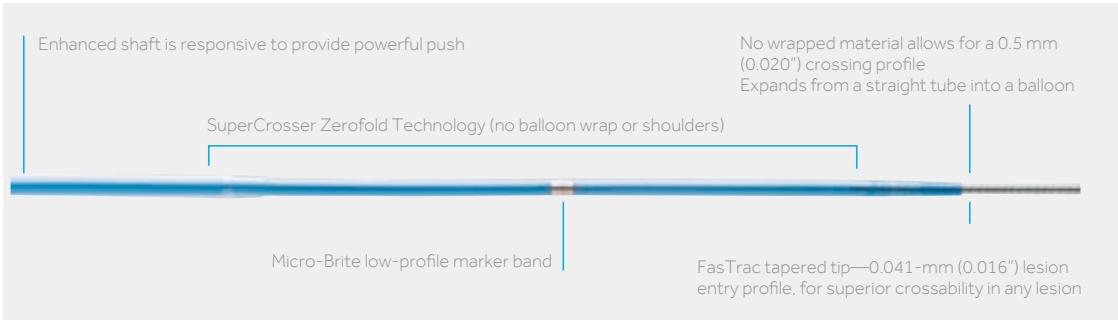 Enhanced shaft is responsive to provide powerful push
No wrapped material allows for a 0.5 mm
(0.020") crossing profile
Expands from a straight tube into a balloon
SuperCrosser Zerofold Technology (no balloon wrap or shoulders)
Micro-Brite low-profile marker band
FasTrac tapered tip—0.041-mm (0.016") lesion
entry profile, for superior crossability in any lesion